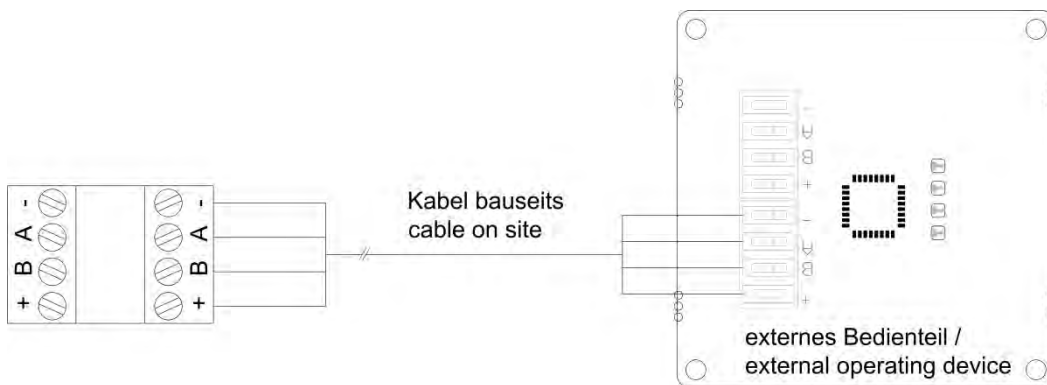 -
A
B
+
-
A
B
+
Kabel bauseits
cable on site
-
A
B
+
-
A
B
+
externes Bedienteil /
external operating device